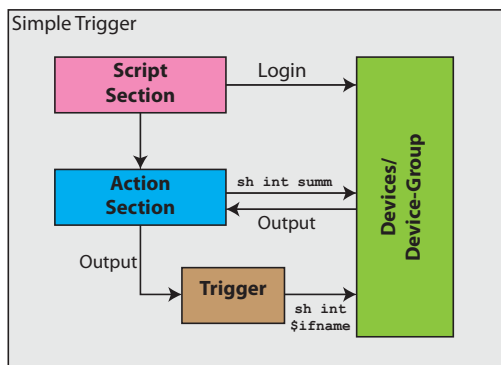 Simple Trigger
Script
Section
Login
Action
Section
sh int summ
Output
Devices/
Device-Group
Output
Trigger
sh int
$ifname